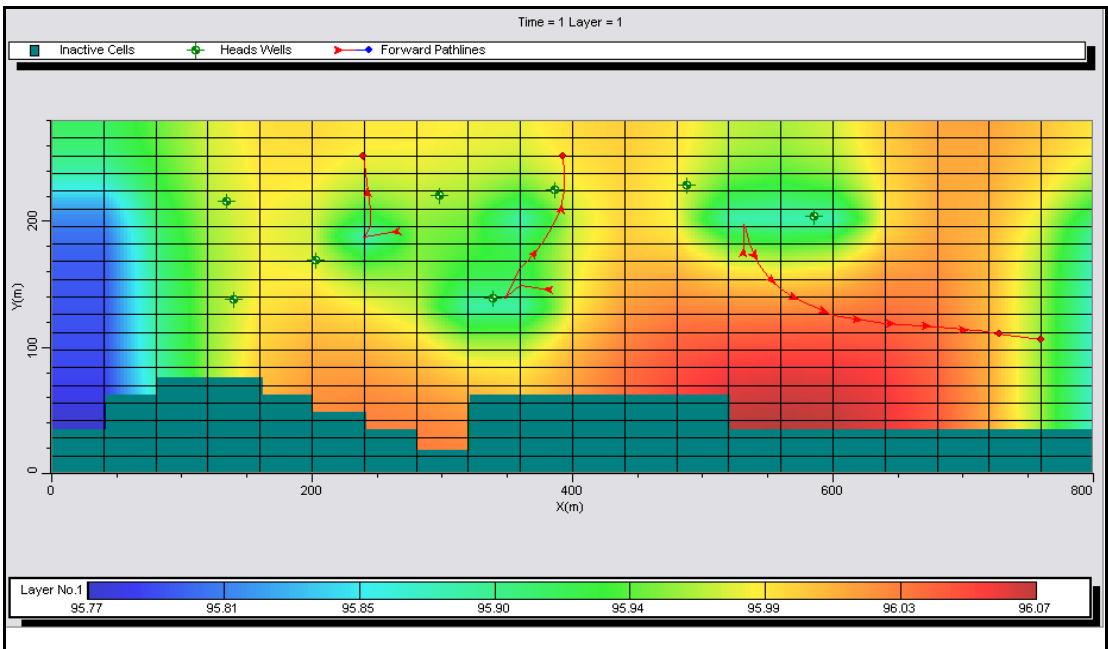 Time = 1 Layer = 1
Inactive Cells Heads Wells Forward Pathlines
Y(m)
200
100
0
0 200 400 600 800
X(m)
Layer No.1
95.77 95.81 95.85 95.90 95.94 95.99 96.03 96.07